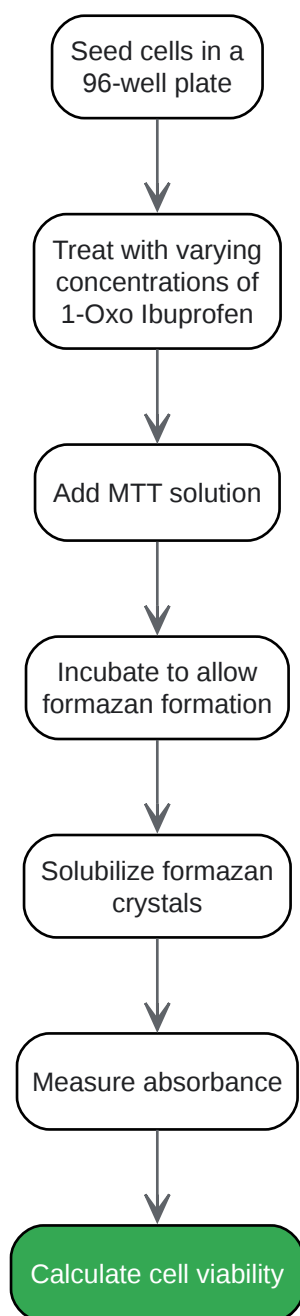 Seed cells in a
96-well plate
Treat with varying
concentrations of
1-Oxo Ibuprofen
Add MTT solution
Incubate to allow
formazan formation
Solubilize formazan
crystals
Measure absorbance
Calculate cell viability